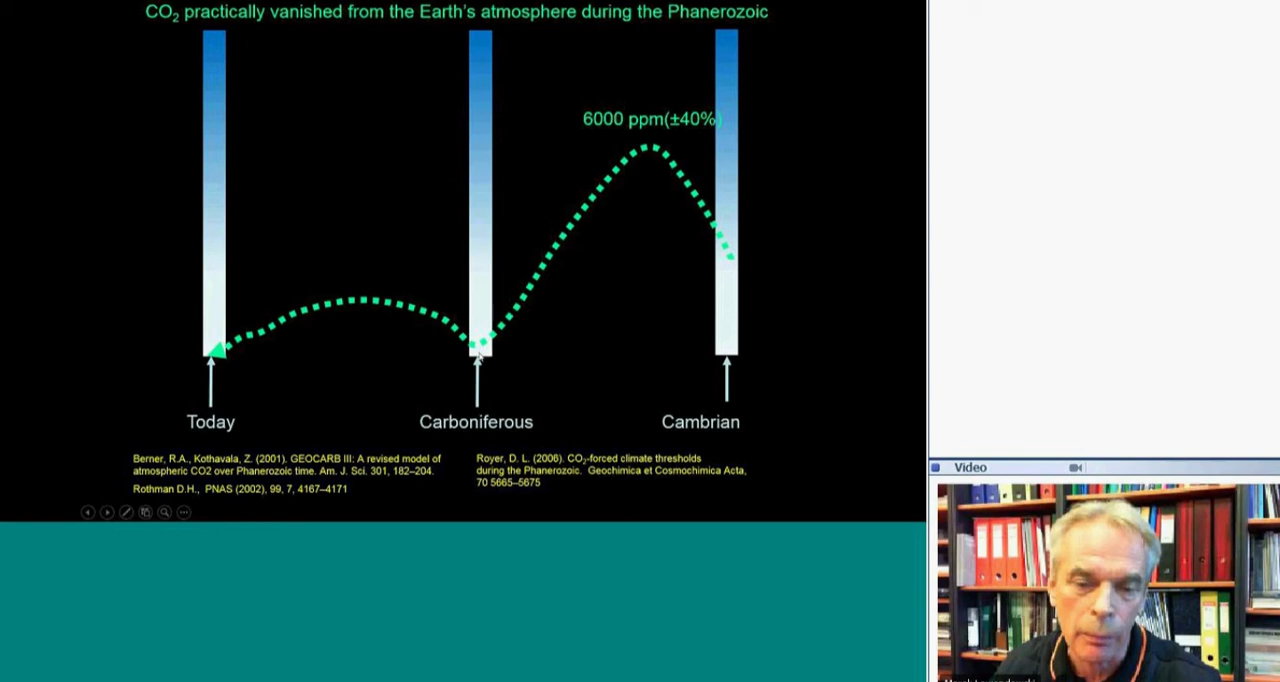 CO2 practically vanished from the Earth's atmosphere during the Phanerozoic
6000 ppm(±40%)
Today
Carboniferous
Cambrian
Berner, R.A., Kothavala, Z. (2001). GEOCARB III: A revised model of
atmospheric CO2 over Phanerozoic time. Am. J. Sci. 301, 182–204.
Rothman D.H., PNAS (2002), 99, 7, 4167–4171
Royer, D. L. (2006). CO2-forced climate thresholds
during the Phanerozoic. Geochimica et Cosmochimica Acta,
70 5665–5675
Video